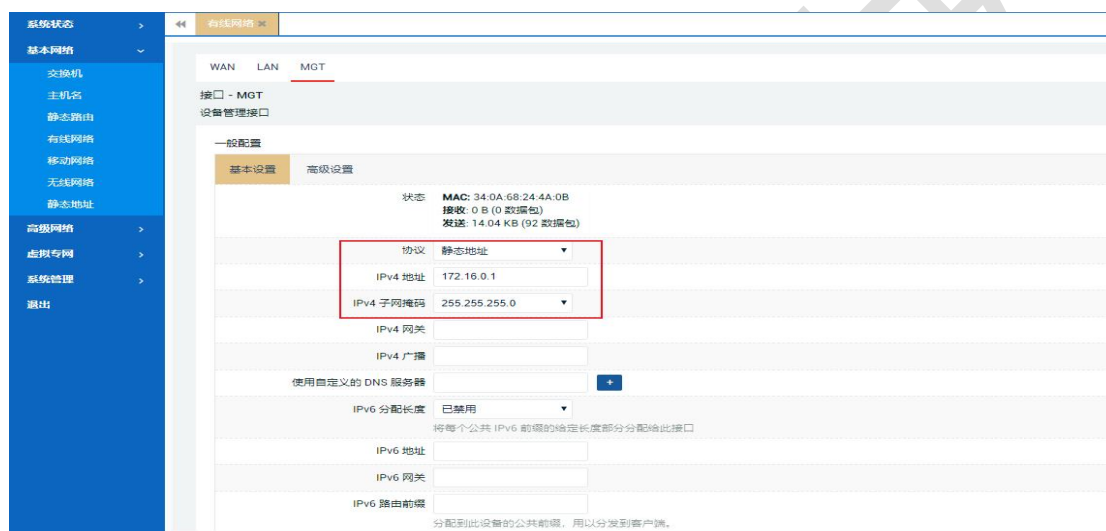 系统状态
基本网络
交换机
主机名
静态路由
有线网络
移动网络
无线网络
静态地址
高级网络
虚拟专网
系统管理
退出
有线网络
WAN LAN MGT
接口 - MGT
设备管理接口
一般配置
基本设置 高级设置
状态 MAC: 34:0A:68:24:4A:0B
接收: 0 B (0 数据包)
发送: 14.04 KB (92 数据包)
协议 静态地址
IPv4 地址 172.16.0.1
IPv4 子网掩码 255.255.255.0
IPv4 网关
IPv4 广播
使用自定义的 DNS 服务器
IPv6 分配长度 已禁用
将每个公共 IPv6 前缀的给定长度部分分配给此接口
IPv6 地址
IPv6 网关
IPv6 路由前缀
分配到此设备的公共前缀，用以分发到客户端。